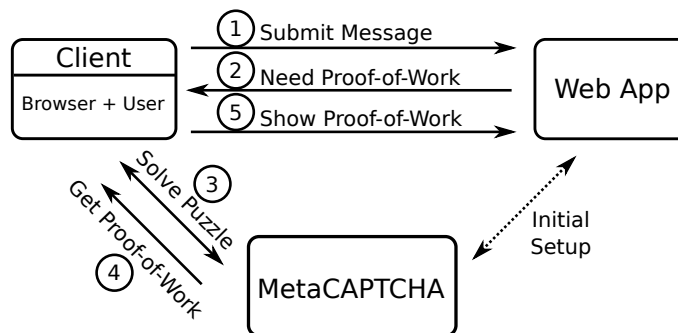 1 Submit Message
Client
2 Need Proof-of-Work
Web App
Browser + User
5 Show Proof-of-Work
3 Solve Puzzle
4 Get Proof-of-Work
Initial
Setup
MetaCAPTCHA